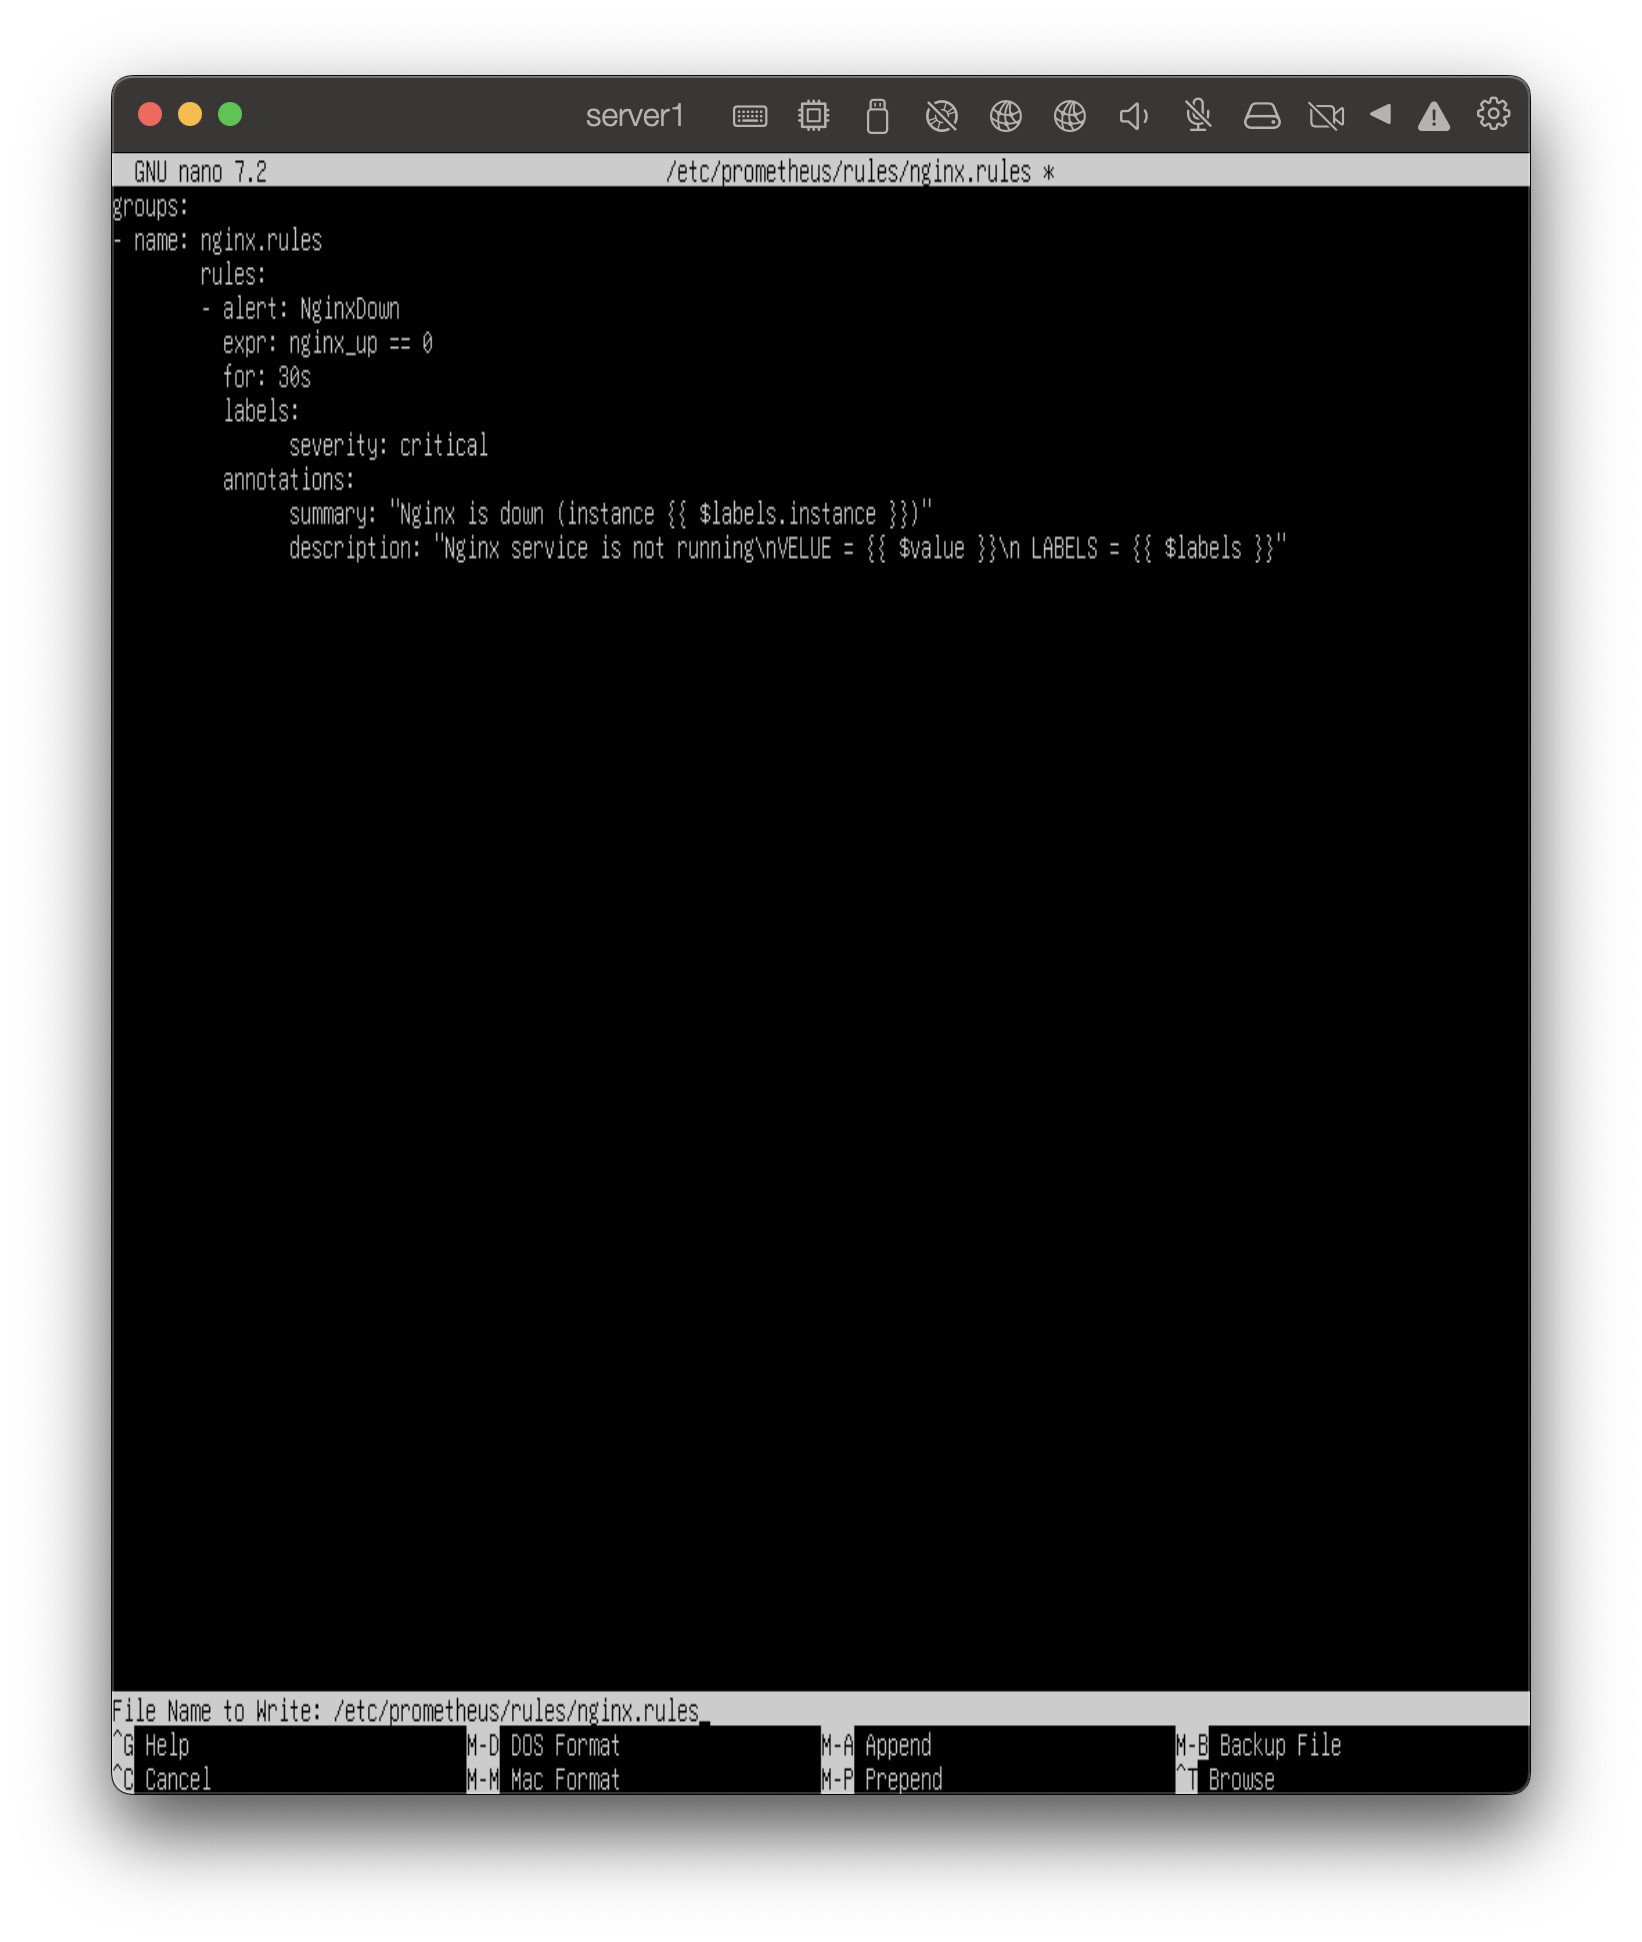 server1
GNU nano 7.2 /etc/prometheus/rules/nginx.rules *
groups:
- name: nginx.rules
rules:
- alert: NginxDown
expr: nginx_up == 0
for: 30s
labels:
severity: critical
annotations:
summary: "Nginx is down (instance {{ $labels.instance }})"
description: "Nginx service is not running\nVELUE = {{ $value }}\n LABELS = {{ $labels }}"
File Name to Write: /etc/prometheus/rules/nginx.rules
^G Help M-D DOS Format M-A Append M-B Backup File
^C Cancel M-M Mac Format M-P Prepend ^T Browse